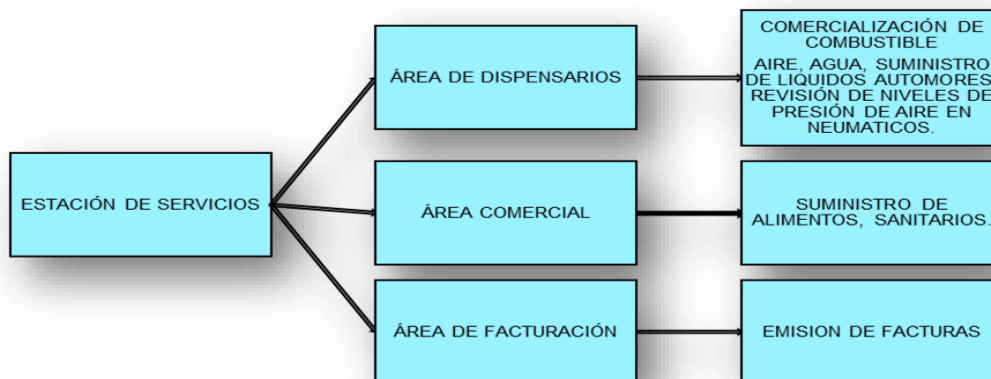 ESTACIÓN DE SERVICIOS
ÁREA DE DISPENSARIOS
COMERCIALIZACIÓN DE
COMBUSTIBLE
AIRE, AGUA, SUMINISTRO
DE LIQUIDOS AUTOMORES,
REVISIÓN DE NIVELES DE
PRESIÓN DE AIRE EN
NEUMATICOS.
ÁREA COMERCIAL
SUMINISTRO DE
ALIMENTOS, SANITARIOS.
ÁREA DE FACTURACIÓN
EMISION DE FACTURAS